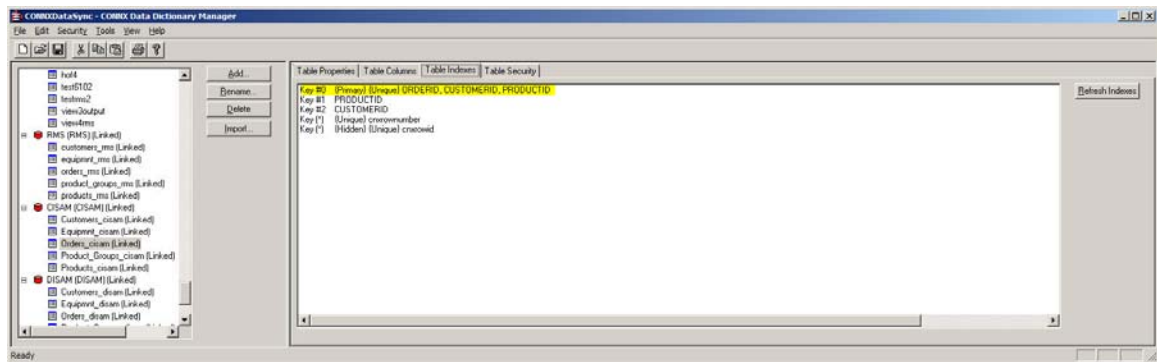 CONNXDataSync - CONNX Data Dictionary Manager
File Edit Security Tools View Help
hof4
test6102
testrms2
view3output
view4rms
RMS (RMS) (Linked)
customers_rms (Linked)
equipmnt_rms (Linked)
orders_rms (Linked)
product_groups_rms (Linked)
products_rms (Linked)
CISAM (CISAM) (Linked)
Customers_cisam (Linked)
Equipmnt_cisam (Linked)
Orders_cisam (Linked)
Product_Groups_cisam (Linked)
Products_cisam (Linked)
DISAM (DISAM) (Linked)
Customers_disam (Linked)
Equipmnt_disam (Linked)
Orders_disam (Linked)
Add...
Rename...
Delete
Import...
Table Properties Table Columns Table Indexes Table Security
Key #0 (Primary) (Unique) ORDERID, CUSTOMERID, PRODUCTID
Key #1 PRODUCTID
Key #2 CUSTOMERID
Key (*) (Unique) cnxrownumber
Key (*) (Hidden) (Unique) cnxrowid
Refresh Indexes
Ready